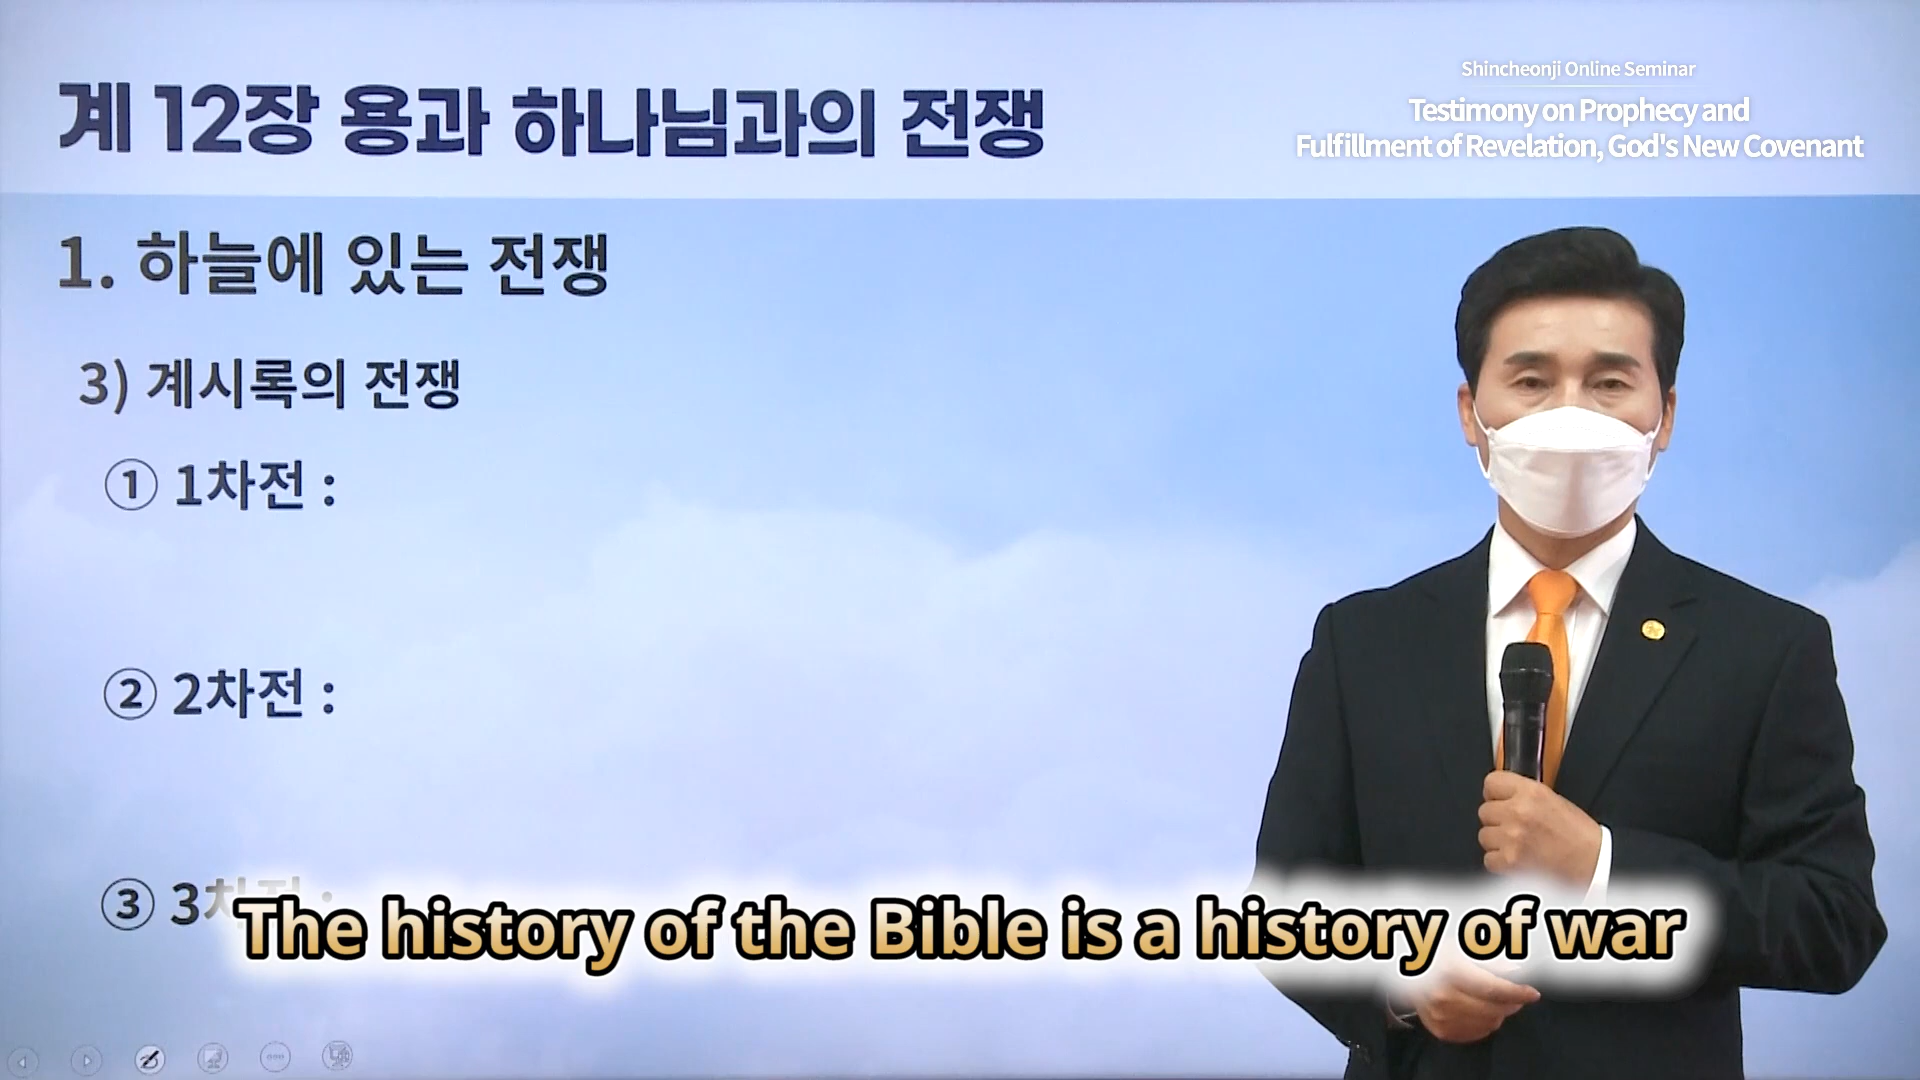 계 12장 용과 하나님과의 전쟁
Shincheonji Online Seminar
Testimony on Prophecy and
Fulfillment of Revelation, God's New Covenant
1. 하늘에 있는 전쟁
3) 계시록의 전쟁
① 1차전 :
② 2차전 :
③ 3차전 :
The history of the Bible is a history of war